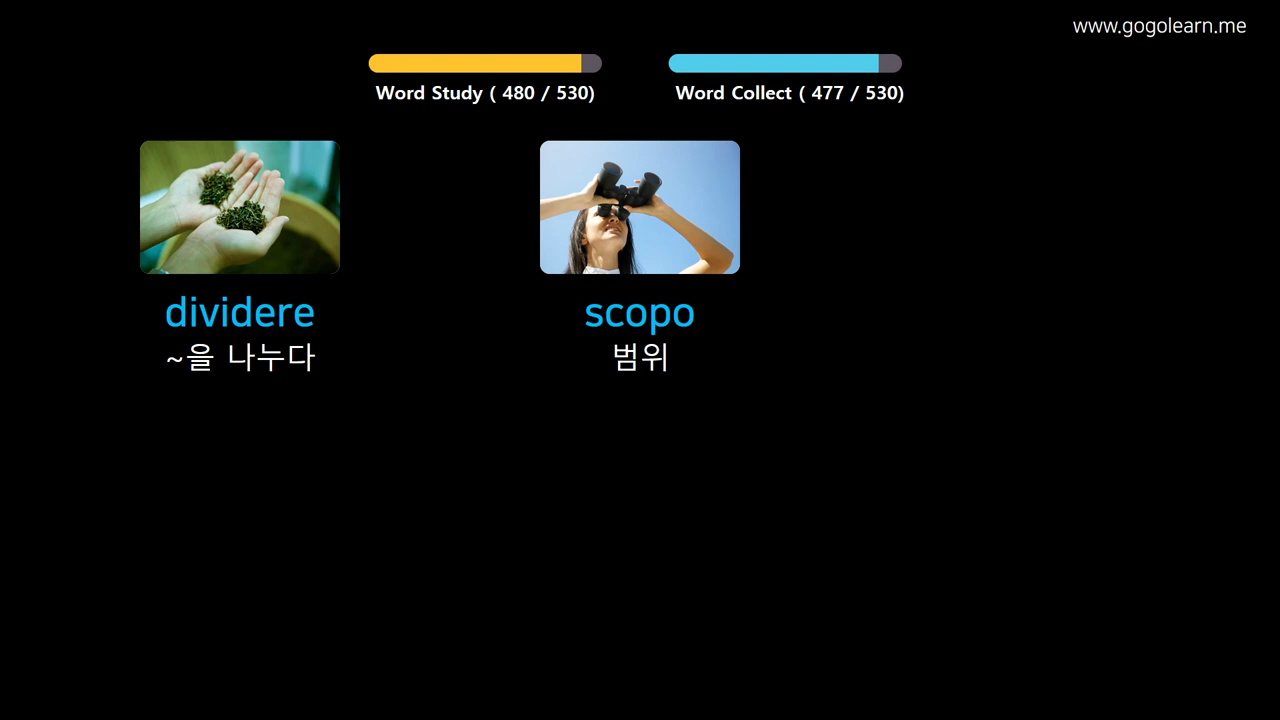 www.gogolearn.me
Word Study ( 480 / 530)
Word Collect ( 477 / 530)
dividere
~을 나누다
scopo
범위